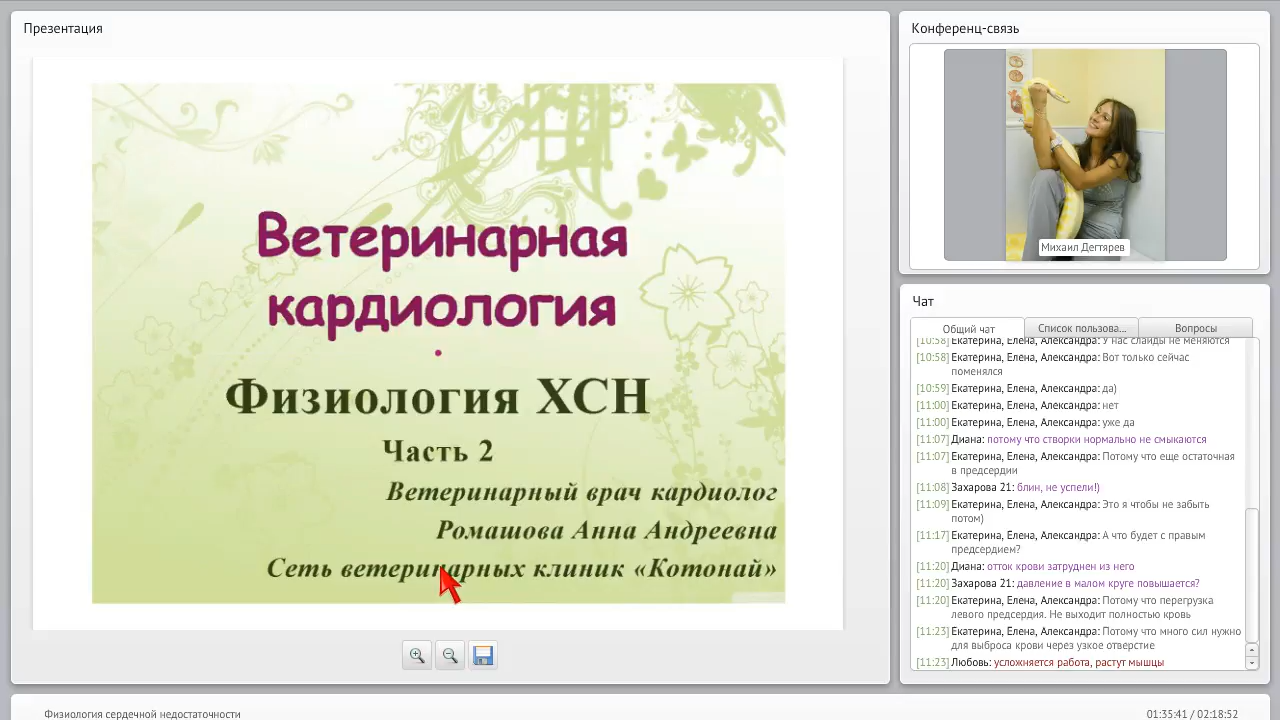 Презентация
Ветеринарная
кардиология
•
Физиология ХСН
Часть 2
Ветеринарный врач кардиолог
Ромашова Анна Андреевна
Сеть ветеринарных клиник «Котонай»
Конференц-связь
Михаил Дегтярев
Чат
Общий чат
Список пользова...
Вопросы
[10:58] Екатерина, Елена, Александра: У нас слайды не меняются
[10:58] Екатерина, Елена, Александра: Вот только сейчас
поменялся
[10:59] Екатерина, Елена, Александра: да)
[11:00] Екатерина, Елена, Александра: нет
[11:00] Екатерина, Елена, Александра: уже да
[11:07] Диана: потому что створки нормально не смыкаются
[11:07] Екатерина, Елена, Александра: Потому что еще остаточная
в предсердии
[11:08] Захарова 21: блин, не успели!)
[11:09] Екатерина, Елена, Александра: Это я чтобы не забыть
потом)
[11:17] Екатерина, Елена, Александра: А что будет с правым
предсердием?
[11:20] Диана: отток крови затруднен из него
[11:20] Захарова 21: давление в малом круге повышается?
[11:20] Екатерина, Елена, Александра: Потому что перегрузка
левого предсердия. Не выходит полностью кровь
[11:23] Екатерина, Елена, Александра: Потому что много сил нужно
для выброса крови через узкое отверстие
[11:23] Любовь: усложняется работа, растут мышцы
Физиология сердечной недостаточности
01:35:41 / 02:18:52